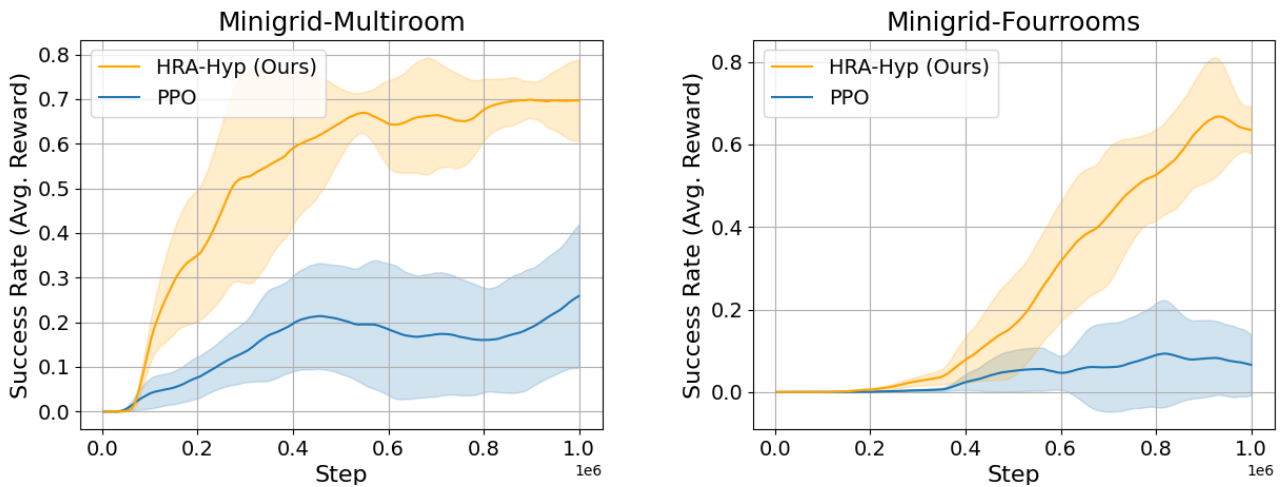 Minigrid-Multiroom
Success Rate (Avg. Reward)
0.8
0.7
0.6
0.5
0.4
0.3
0.2
0.1
0.0
HRA-Hyp (Ours)
PPO
0.0 0.2 0.4 0.6 0.8 1.0
1e6
Step
Minigrid-Fourrooms
Success Rate (Avg. Reward)
0.8
0.6
0.4
0.2
0.0
HRA-Hyp (Ours)
PPO
0.0 0.2 0.4 0.6 0.8 1.0
1e6
Step